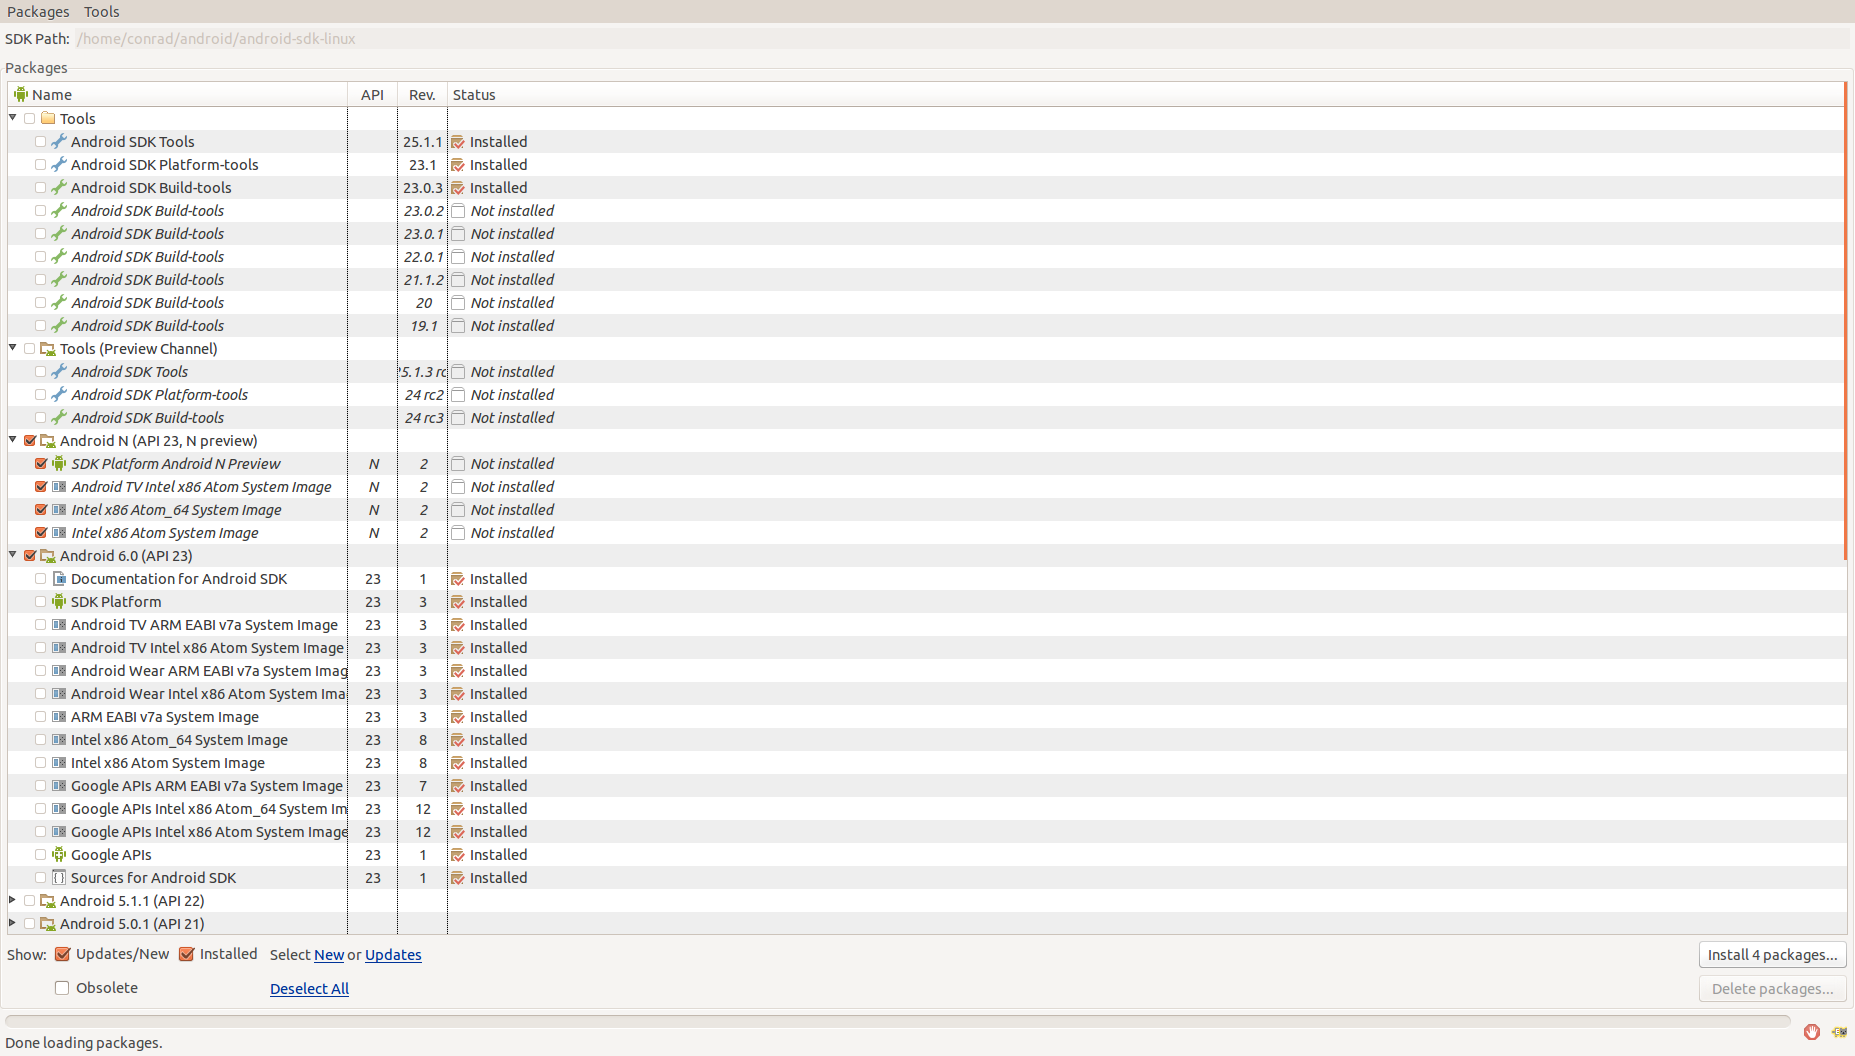 Packages Tools
SDK Path: /home/conrad/android/android-sdk-linux
Packages
Name API Rev. Status
Tools
Android SDK Tools 25.1.1 Installed
Android SDK Platform-tools 23.1 Installed
Android SDK Build-tools 23.0.3 Installed
Android SDK Build-tools 23.0.2 Not installed
Android SDK Build-tools 23.0.1 Not installed
Android SDK Build-tools 22.0.1 Not installed
Android SDK Build-tools 21.1.2 Not installed
Android SDK Build-tools 20 Not installed
Android SDK Build-tools 19.1 Not installed
Tools (Preview Channel)
Android SDK Tools 5.1.3 rc Not installed
Android SDK Platform-tools 24 rc2 Not installed
Android SDK Build-tools 24 rc3 Not installed
Android N (API 23, N preview)
SDK Platform Android N Preview N 2 Not installed
Android TV Intel x86 Atom System Image N 2 Not installed
Intel x86 Atom_64 System Image N 2 Not installed
Intel x86 Atom System Image N 2 Not installed
Android 6.0 (API 23)
Documentation for Android SDK 23 1 Installed
SDK Platform 23 3 Installed
Android TV ARM EABI v7a System Image 23 3 Installed
Android TV Intel x86 Atom System Image 23 3 Installed
Android Wear ARM EABI v7a System Imag 23 3 Installed
Android Wear Intel x86 Atom System Ima 23 3 Installed
ARM EABI v7a System Image 23 3 Installed
Intel x86 Atom_64 System Image 23 8 Installed
Intel x86 Atom System Image 23 8 Installed
Google APIs ARM EABI v7a System Image 23 7 Installed
Google APIs Intel x86 Atom_64 System Im 23 12 Installed
Google APIs Intel x86 Atom System Image 23 12 Installed
Google APIs 23 1 Installed
Sources for Android SDK 23 1 Installed
Android 5.1.1 (API 22)
Android 5.0.1 (API 21)
Show: Updates/New Installed Select New or Updates Install 4 packages...
Obsolete Deselect All Delete packages...
Done loading packages.